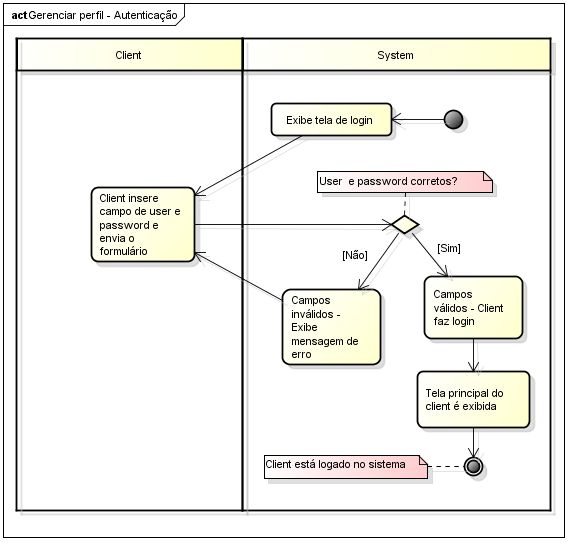 act Gerenciar perfil - Autenticação
Client
System
Exibe tela de login
User e password corretos?
Client insere
campo de user e
password e
envia o
formulário
[Não]
[Sim]
Campos
inválidos -
Exibe
mensagem de
erro
Campos
válidos - Client
faz login
Tela principal do
client é exibida
Client está logado no sistema